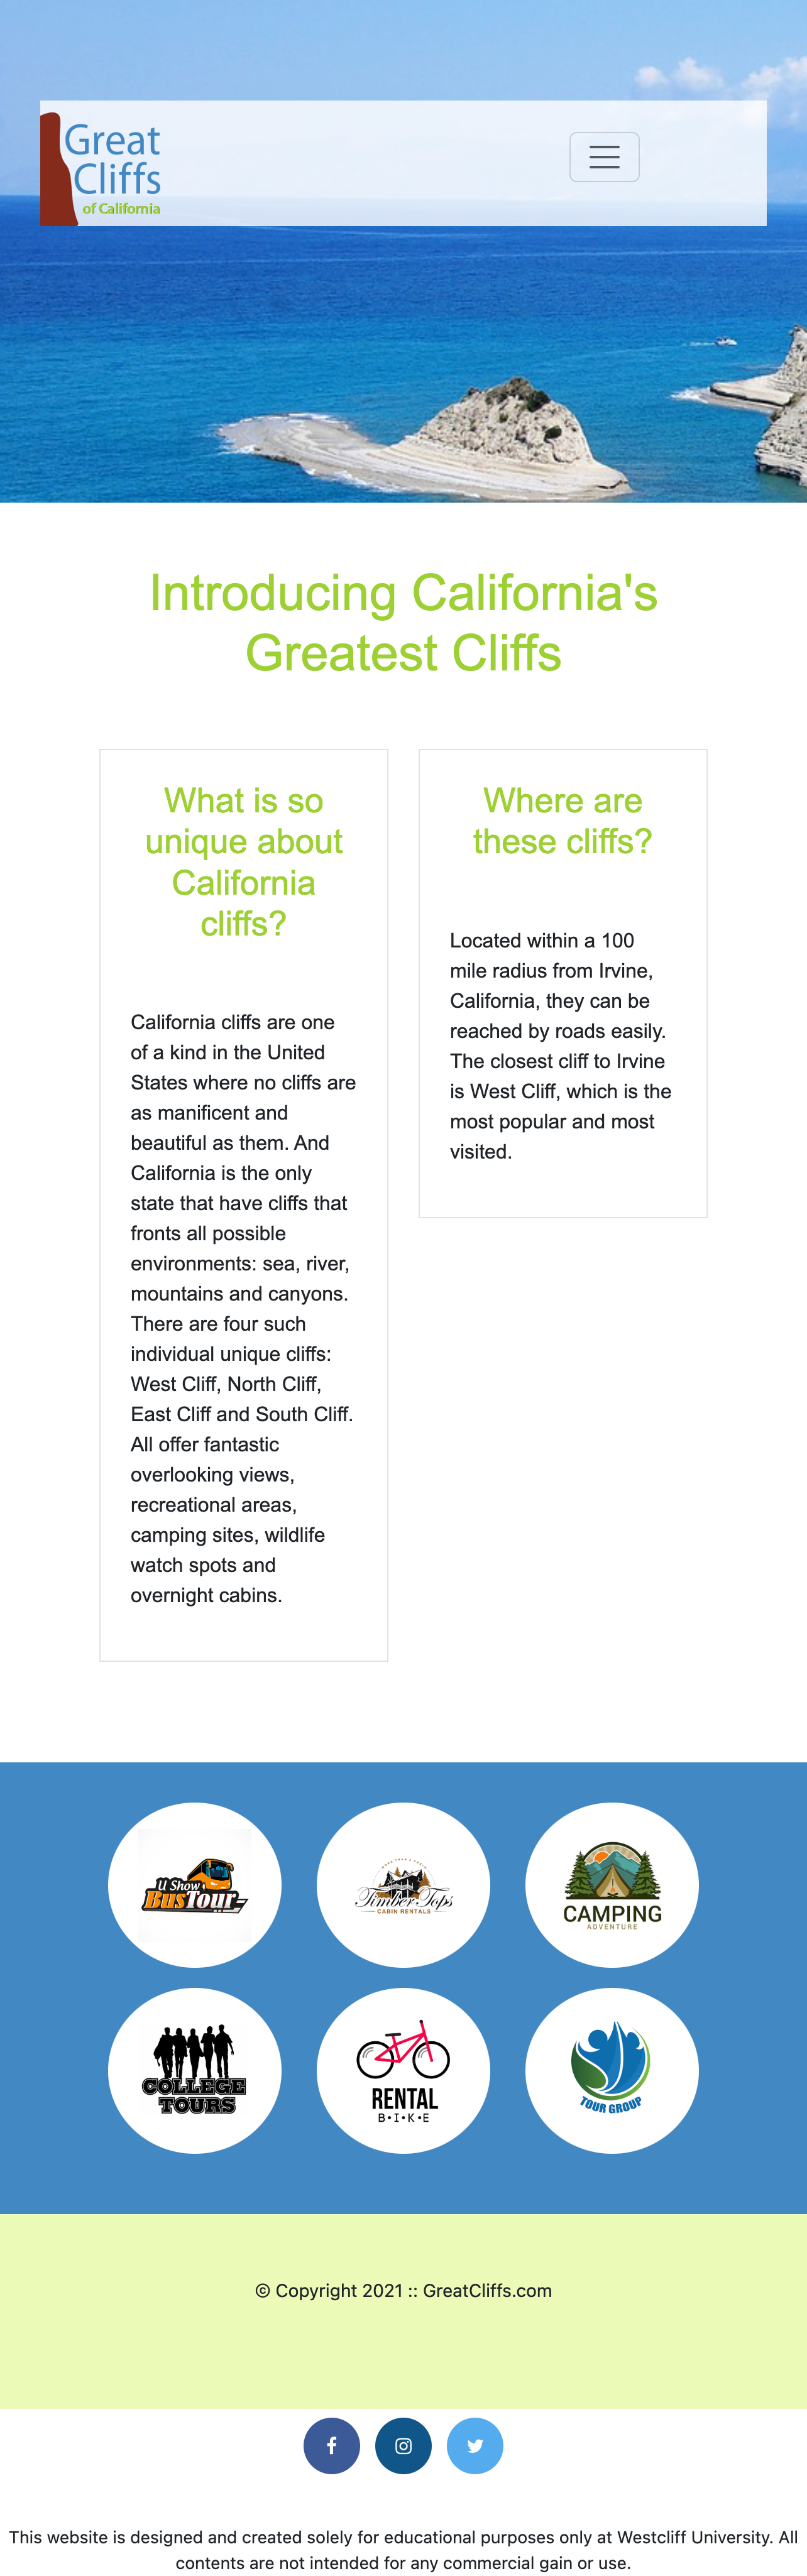 Great
Cliffs
of California
Introducing California's
Greatest Cliffs
What is so
unique about
California
cliffs?
California cliffs are one
of a kind in the United
States where no cliffs are
as manificent and
beautiful as them. And
California is the only
state that have cliffs that
fronts all possible
environments: sea, river,
mountains and canyons.
There are four such
individual unique cliffs:
West Cliff, North Cliff,
East Cliff and South Cliff.
All offer fantastic
overlooking views,
recreational areas,
camping sites, wildlife
watch spots and
overnight cabins.
Where are
these cliffs?
Located within a 100
mile radius from Irvine,
California, they can be
reached by roads easily.
The closest cliff to Irvine
is West Cliff, which is the
most popular and most
visited.
U Show
BusTour
Timber Tops
CABIN RENTALS
CAMPING
ADVENTURE
COLLEGE
TOURS
RENTAL
B•I•K•E
TOUR GROUP
© Copyright 2021 :: GreatCliffs.com
This website is designed and created solely for educational purposes only at Westcliff University. All
contents are not intended for any commercial gain or use.